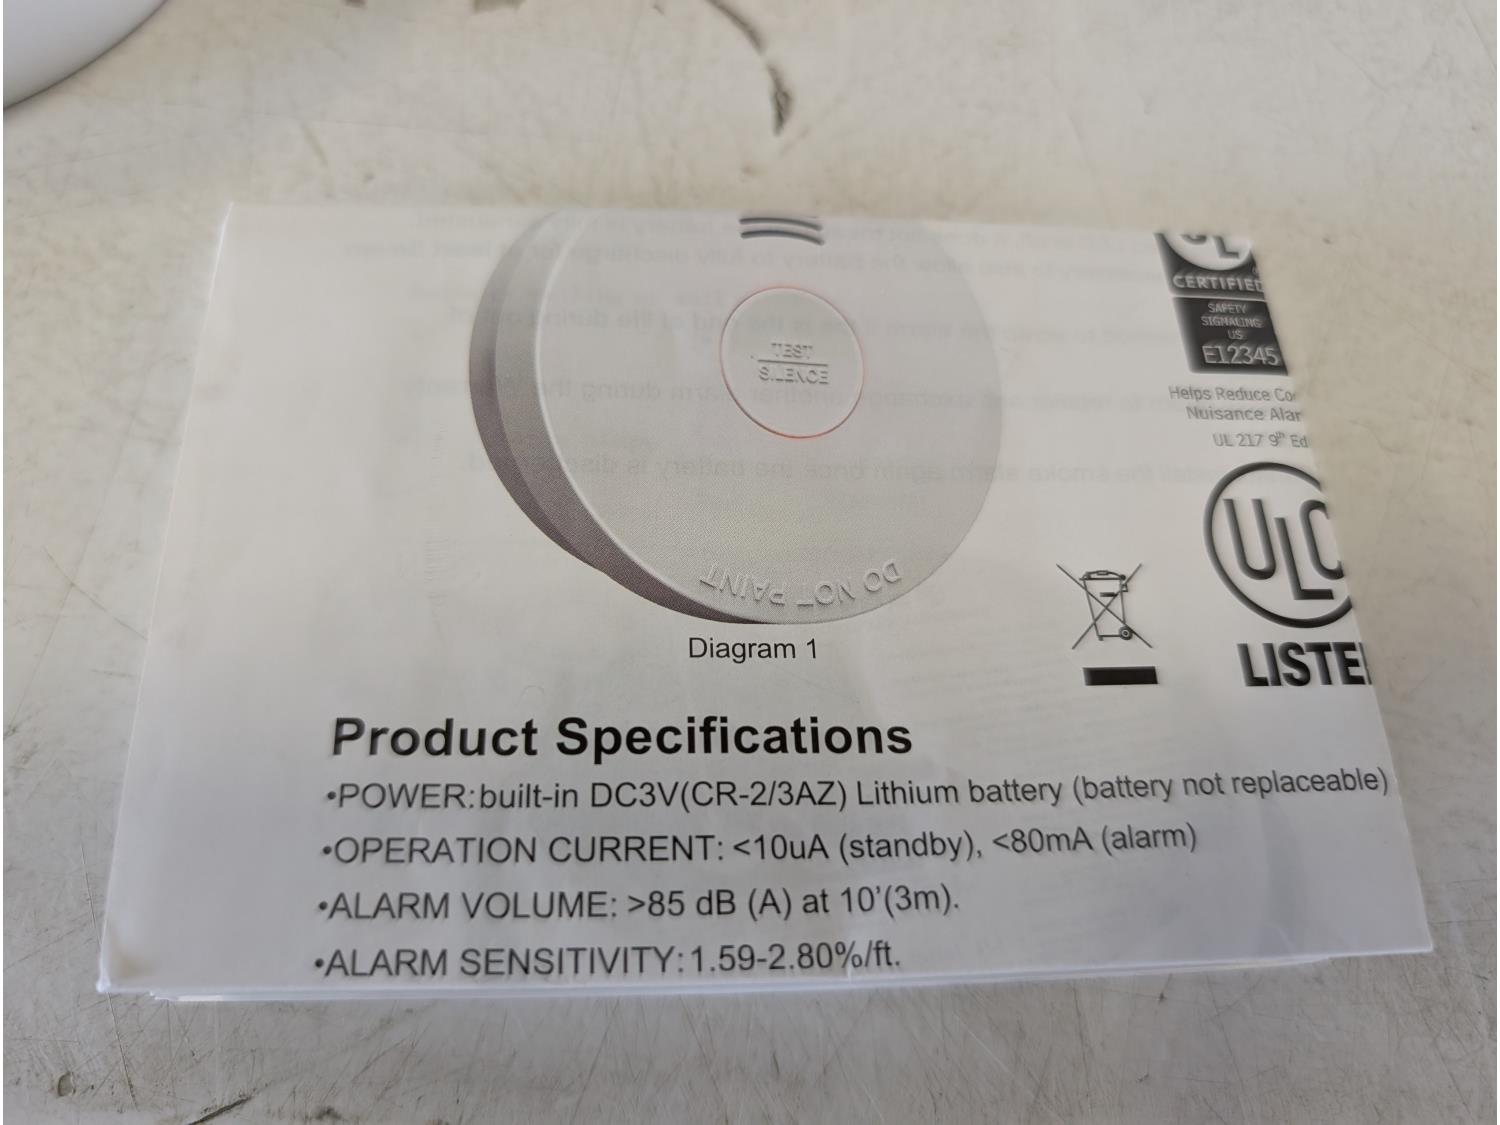 TEST
SILENCE
DO NOT PAINT
Diagram 1
UL
CERTIFIED
SAFETY
SIGNALING
US
E12345
Helps Reduce
Nuisance
UL 217 9th Ed
ULC
LISTE
Product Specifications
•POWER:built-in DC3V(CR-2/3AZ) Lithium battery (battery not replaceable)
•OPERATION CURRENT: <10uA (standby), <80mA (alarm)
•ALARM VOLUME: >85 dB (A) at 10'(3m).
•ALARM SENSITIVITY:1.59-2.80%/ft.